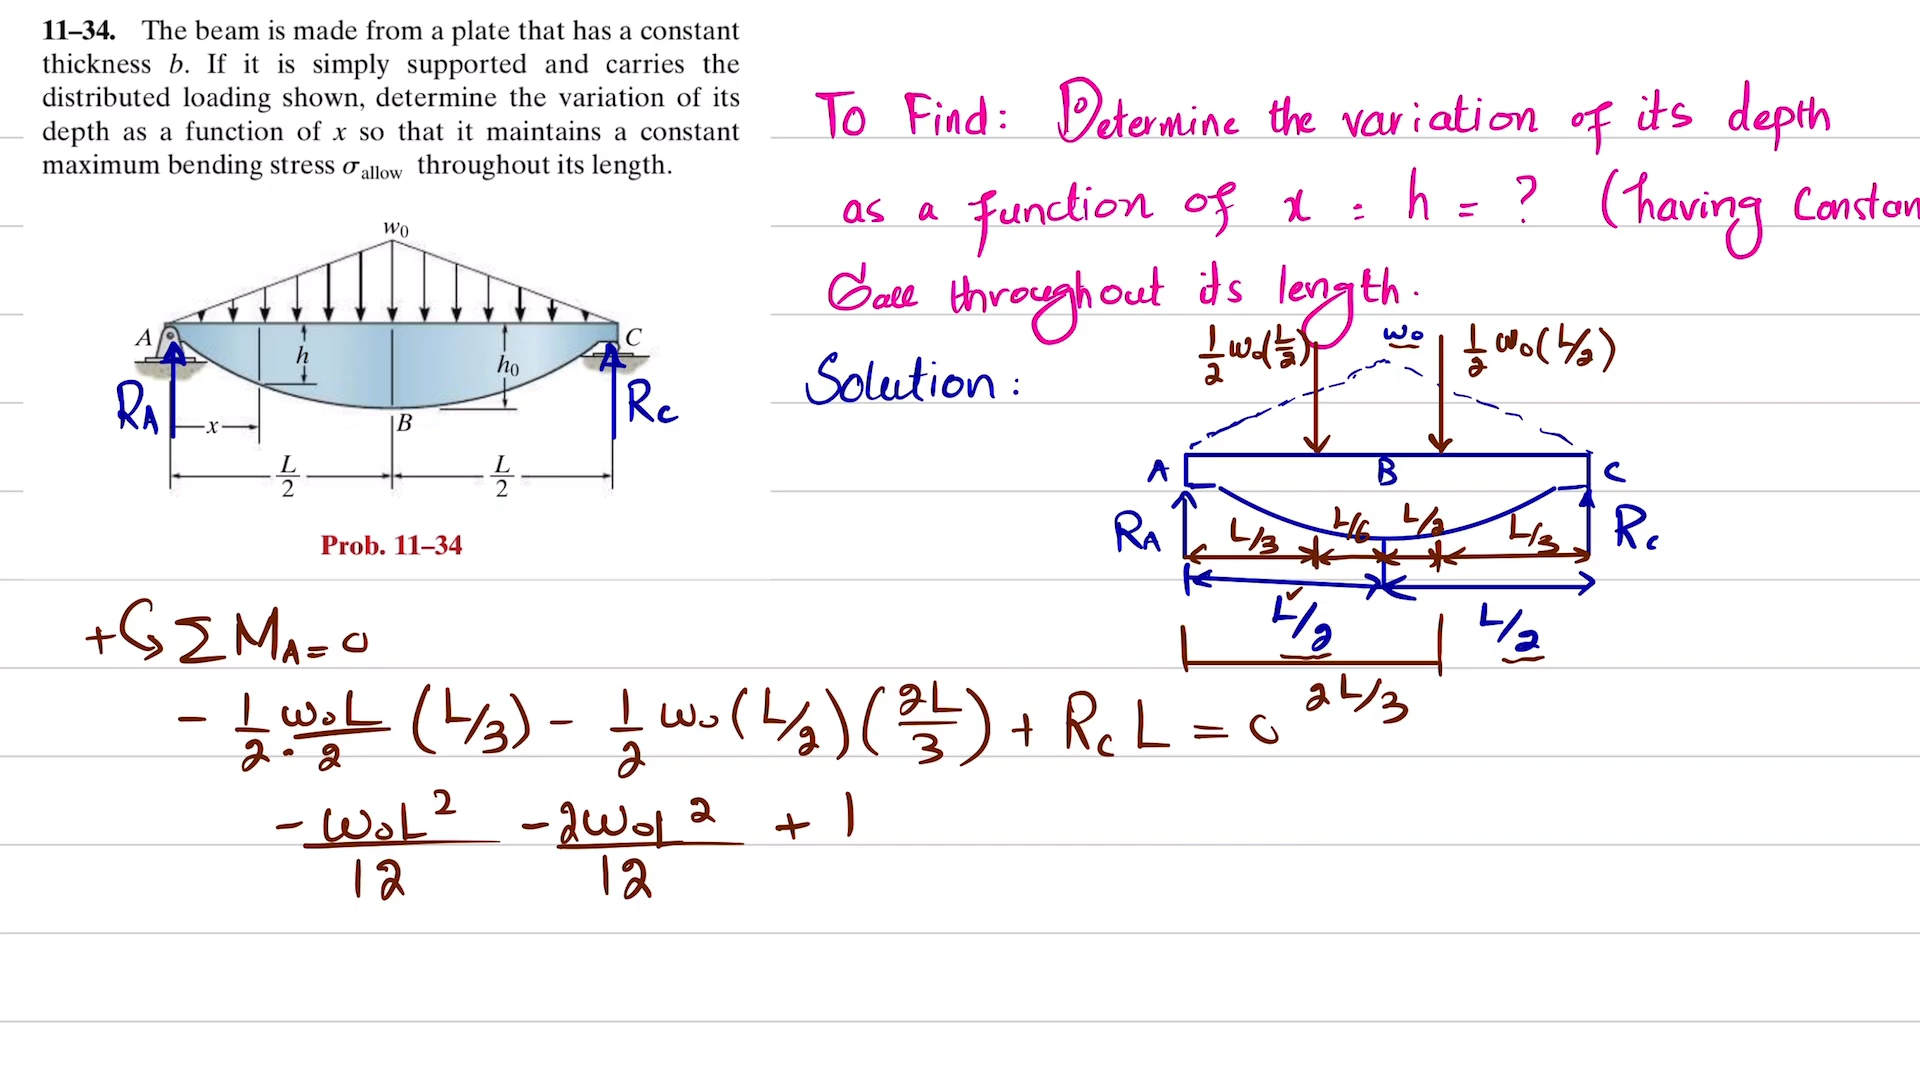 11–34. The beam is made from a plate that has a constant
thickness b. If it is simply supported and carries the
distributed loading shown, determine the variation of its
depth as a function of x so that it maintains a constant
maximum bending stress σallow throughout its length.
w0
A
C
h
h0
RA
RC
x
B
L/2
L/2
Prob. 11–34
To Find: Determine the variation of its depth
as a function of x : h = ? (having Constan
σall throughout its length.
Solution:
1/2 w0(L/2)
w0
1/2 w0(L/2)
A
B
C
RA
L/3
L/6
L/3
Rc
L/2
L/2
2L/3
+ ΣMA=0
- 1/2 · w0L/2 (L/3) - 1/2 w0(L/2)(2L/3) + RcL = 0
-w0L²/12 -2w0L²/12 +